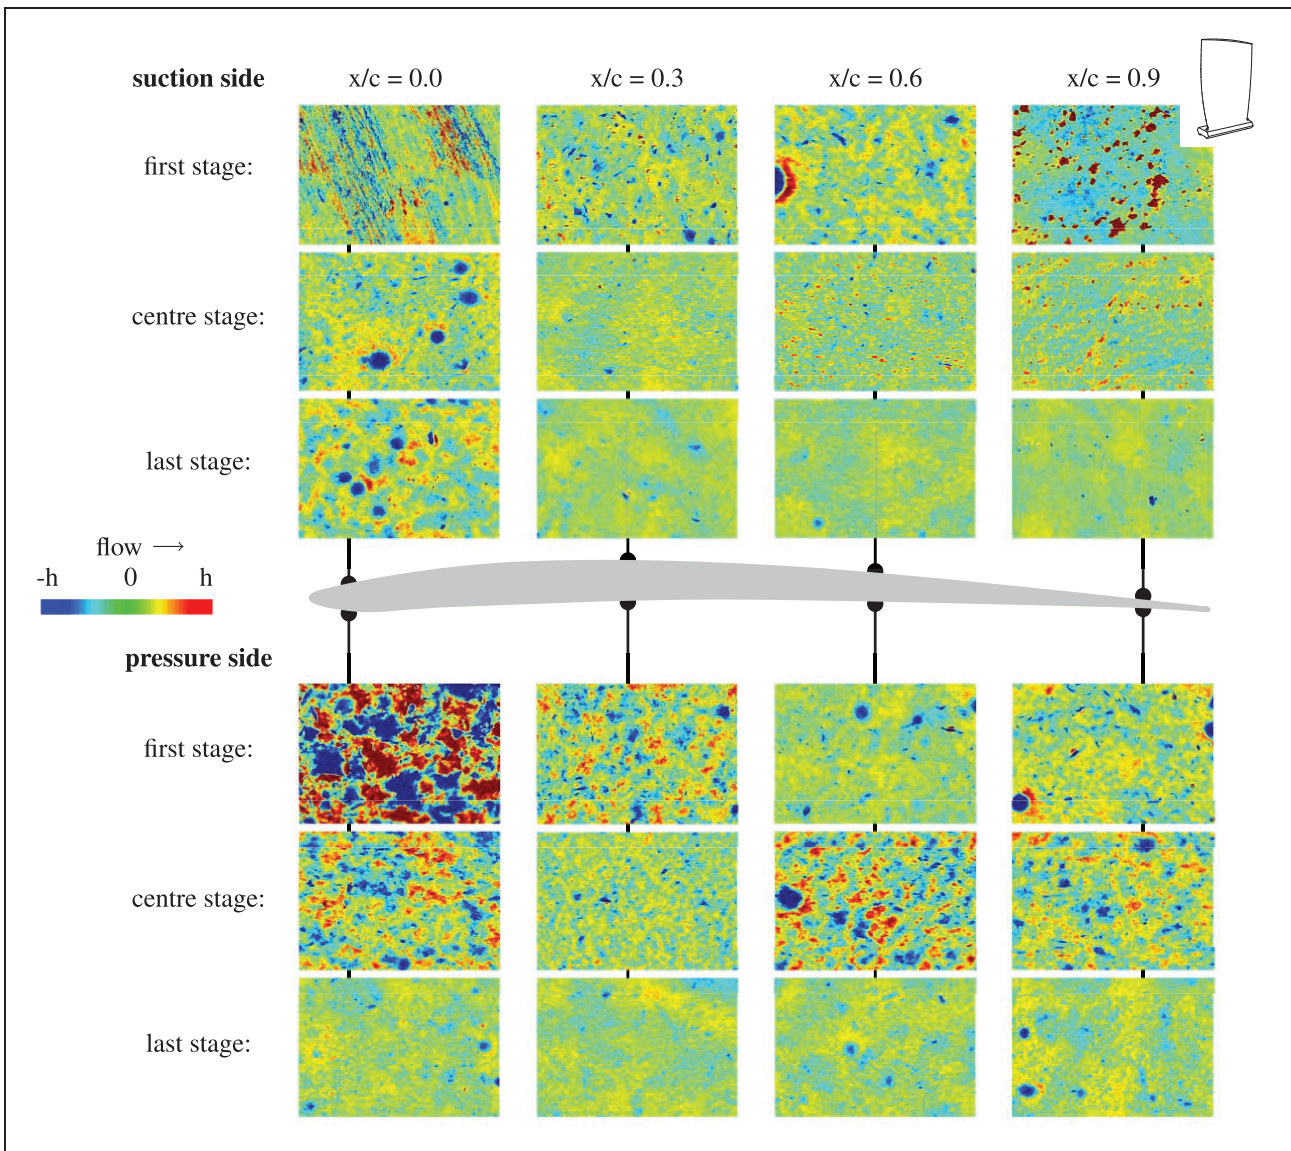 suction side x/c = 0.0 x/c = 0.3 x/c = 0.6 x/c = 0.9
first stage:
centre stage:
last stage:
flow →
-h 0 h
pressure side
first stage:
centre stage:
last stage: